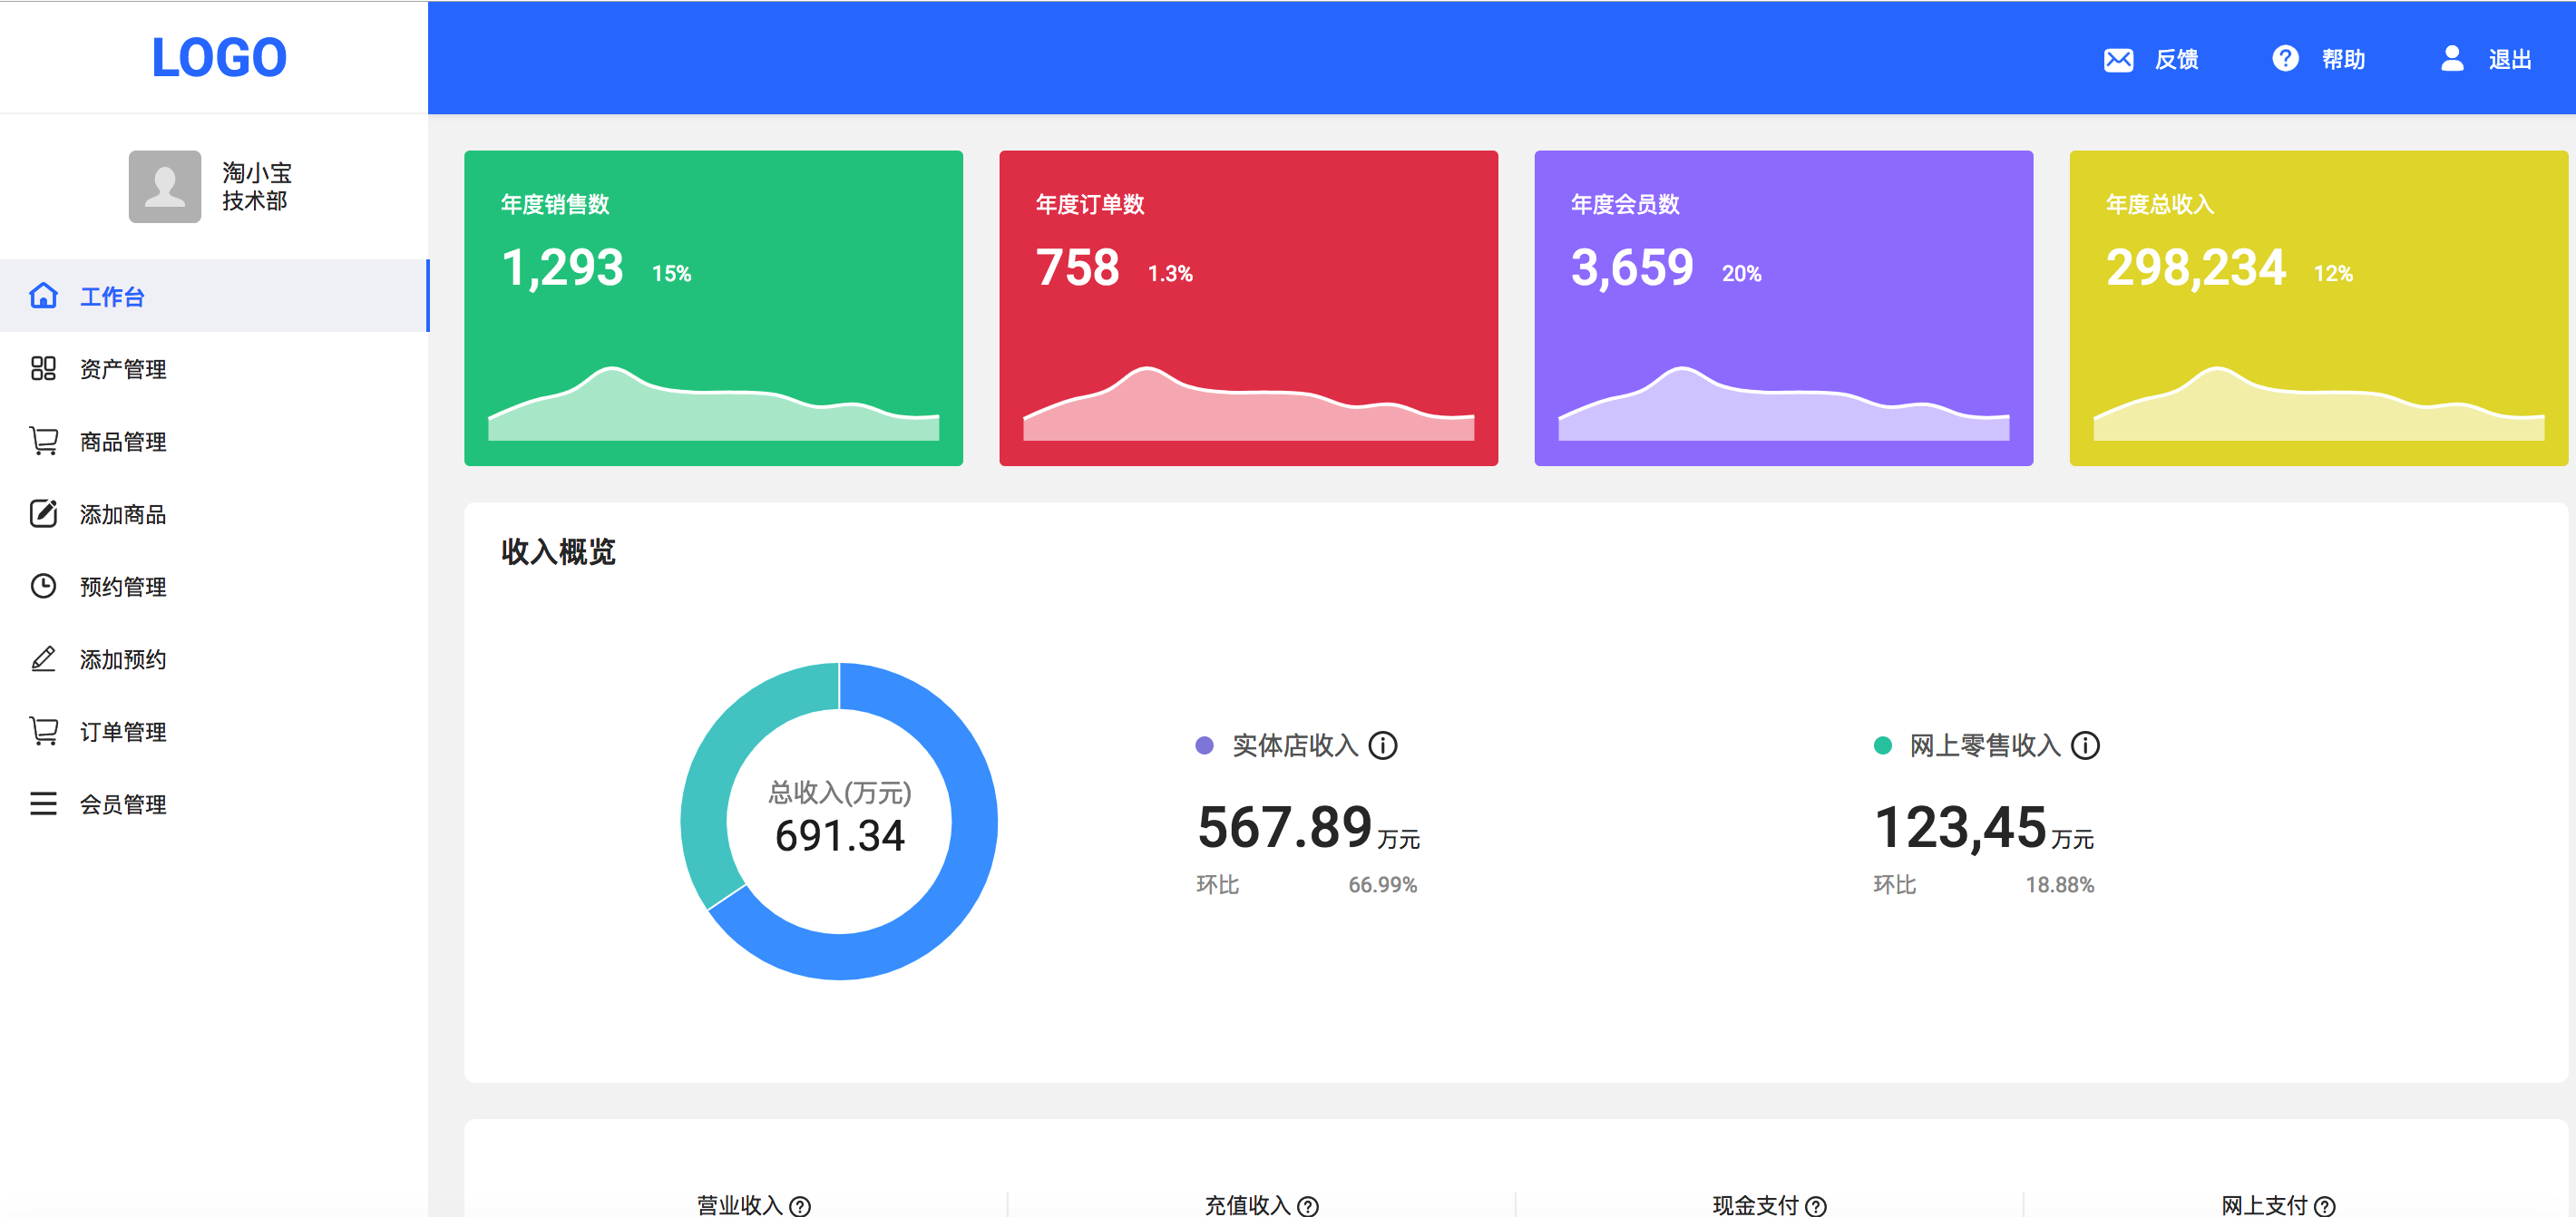 LOGO
反馈
帮助
退出
淘小宝
技术部
工作台
资产管理
商品管理
添加商品
预约管理
添加预约
订单管理
会员管理
年度销售数
1,293 15%
年度订单数
758 1.3%
年度会员数
3,659 20%
年度总收入
298,234 12%
收入概览
总收入(万元)
691.34
实体店收入
567.89万元
环比 66.99%
网上零售收入
123,45万元
环比 18.88%
营业收入
充值收入
现金支付
网上支付